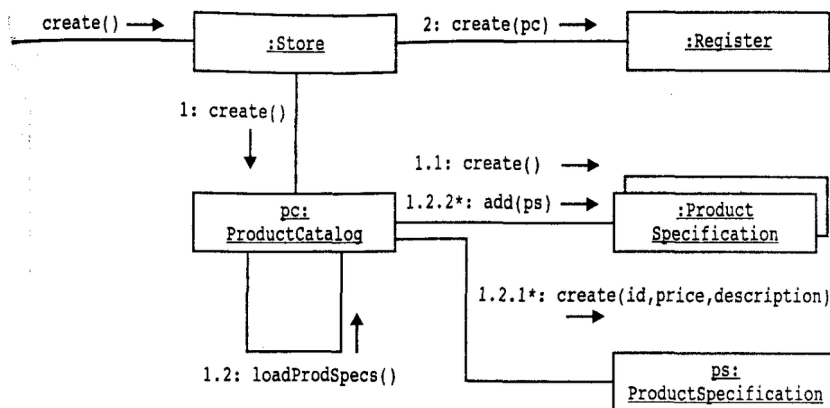 create()
:Store
2: create(pc)
:Register
1: create()
1.1: create()
1.2.2*: add(ps)
pc:
ProductCatalog
:Product
Specification
1.2.1*: create(id,price,description)
1.2: loadProdSpecs()
ps:
ProductSpecification